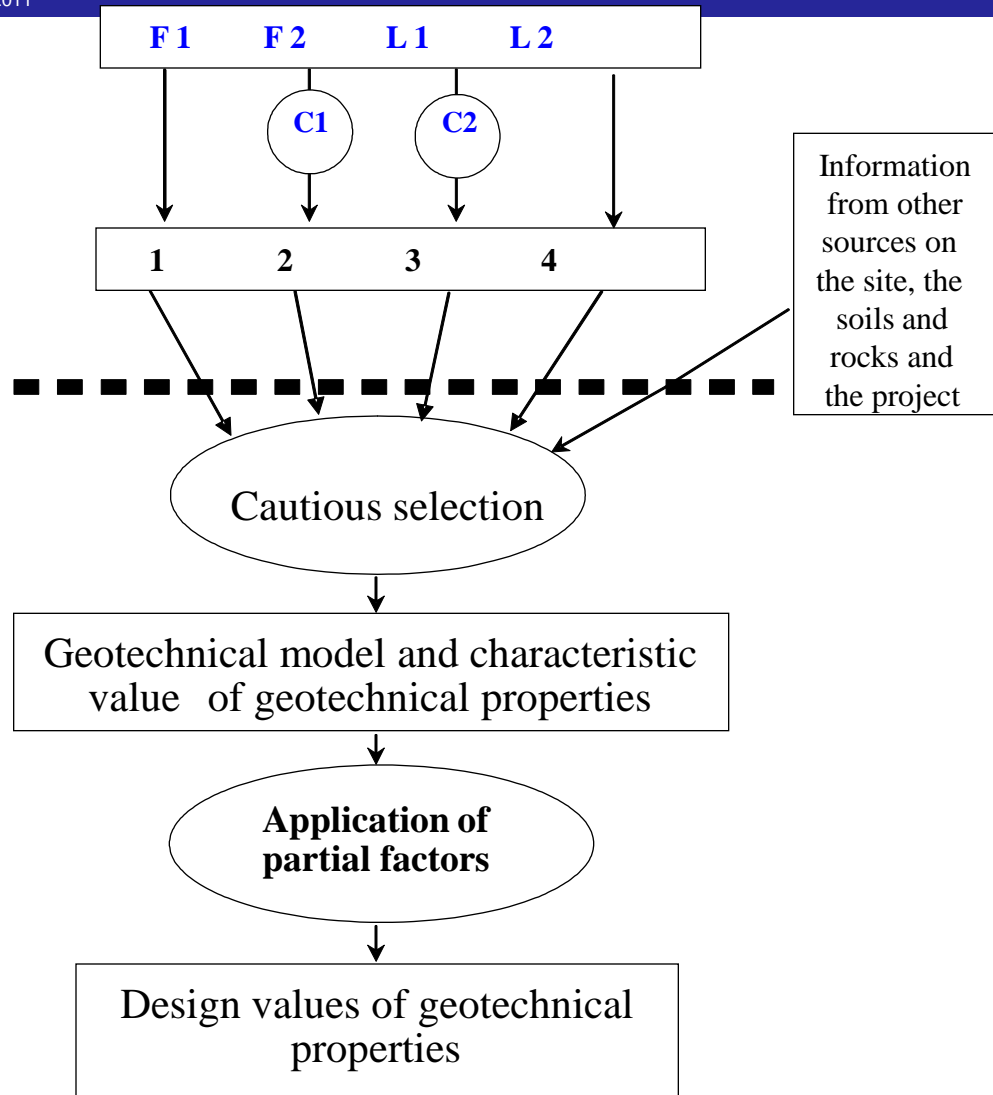 F 1 F 2 L 1 L 2
C1 C2
1 2 3 4
Information
from other
sources on
the site, the
soils and
rocks and
the project
Cautious selection
Geotechnical model and characteristic
value of geotechnical properties
Application of
partial factors
Design values of geotechnical
properties